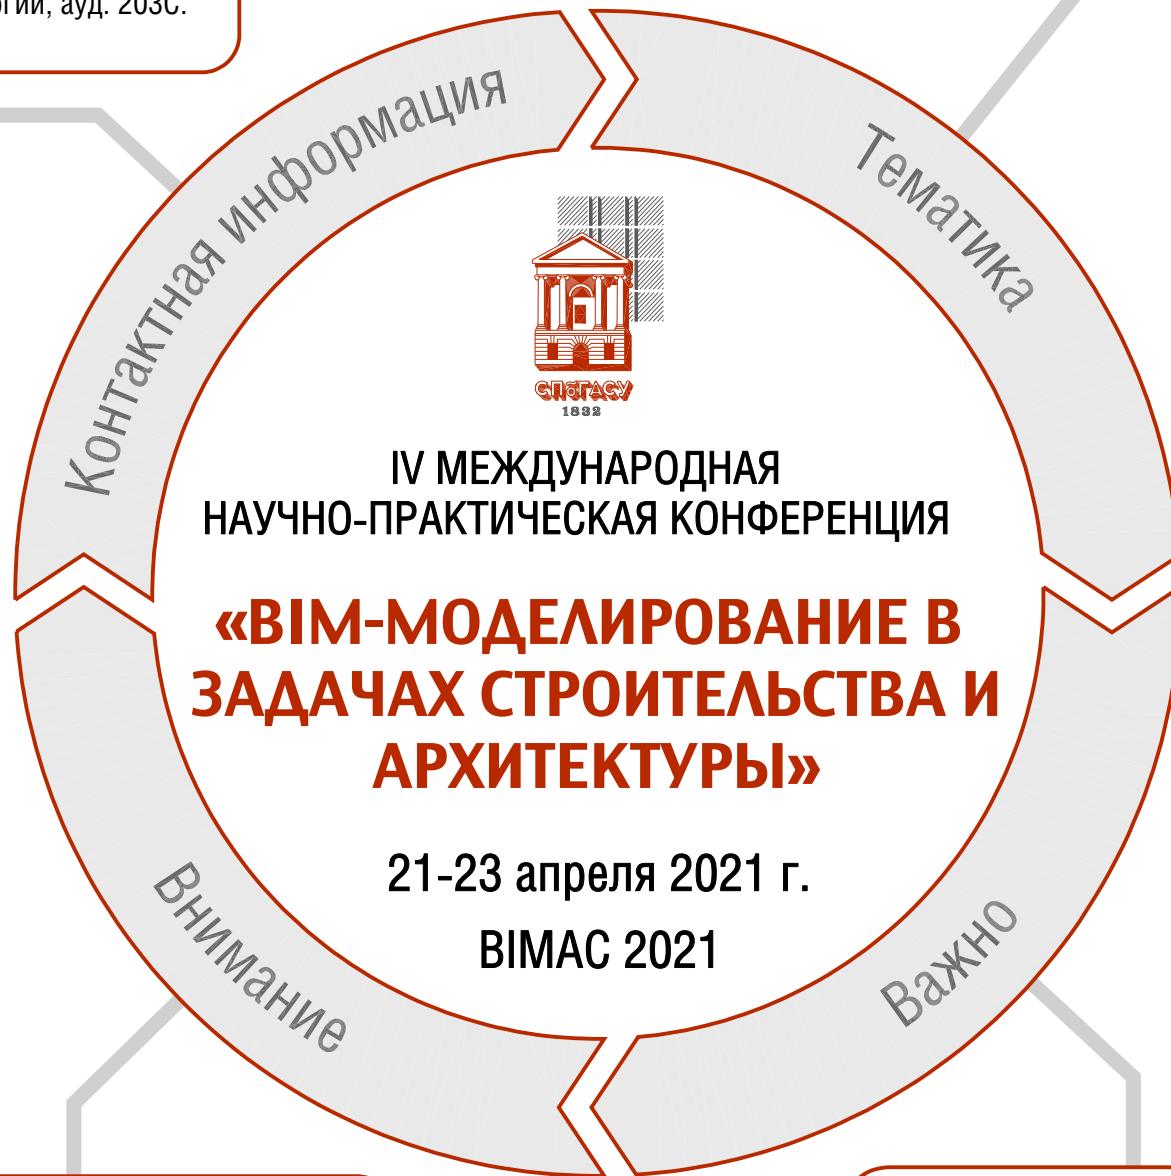 ауд. 203С.
Контактная информация
Тематика
СПбГАСУ
1832
IV МЕЖДУНАРОДНАЯ
НАУЧНО-ПРАКТИЧЕСКАЯ КОНФЕРЕНЦИЯ
«BIM-МОДЕЛИРОВАНИЕ В
ЗАДАЧАХ СТРОИТЕЛЬСТВА И
АРХИТЕКТУРЫ»
21-23 апреля 2021 г.
BIMAC 2021
Внимание
Важно